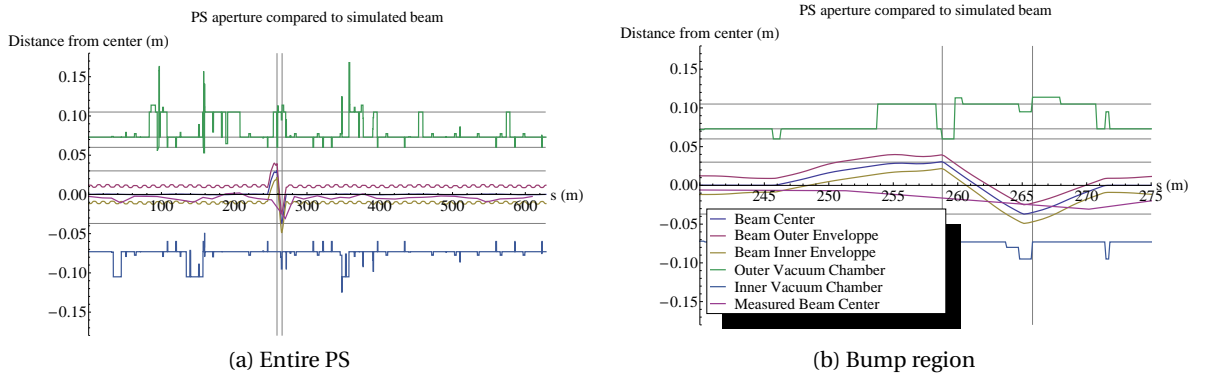 PS aperture compared to simulated beam
Distance from center (m)
0.15
0.10
0.05
0.00
−0.05
−0.10
−0.15
100
200
300
400
500
600
s (m)
(a) Entire PS
PS aperture compared to simulated beam
Distance from center (m)
0.15
0.10
0.05
0.00
−0.05
−0.10
−0.15
245
250
255
260
265
270
275
s (m)
Beam Center
Beam Outer Enveloppe
Beam Inner Enveloppe
Outer Vacuum Chamber
Inner Vacuum Chamber
Measured Beam Center
(b) Bump region